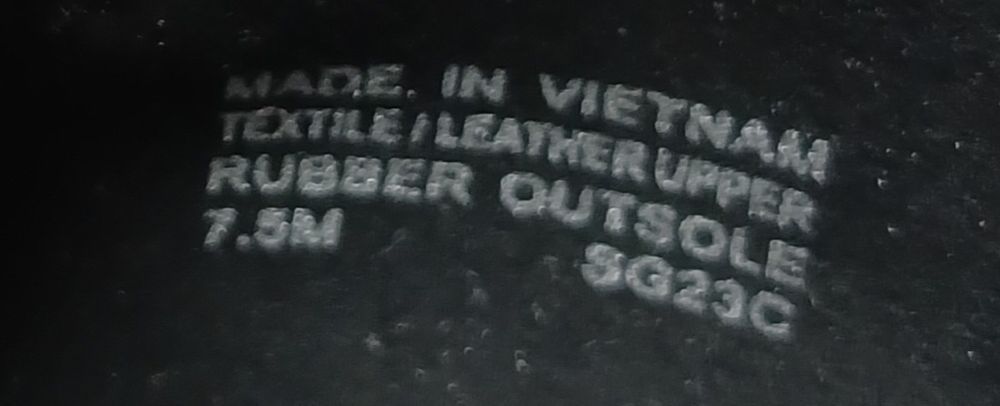 MADE IN VIETNAM
TEXTILE / LEATHER UPPER
RUBBER OUTSOLE
7.5M
SG23C